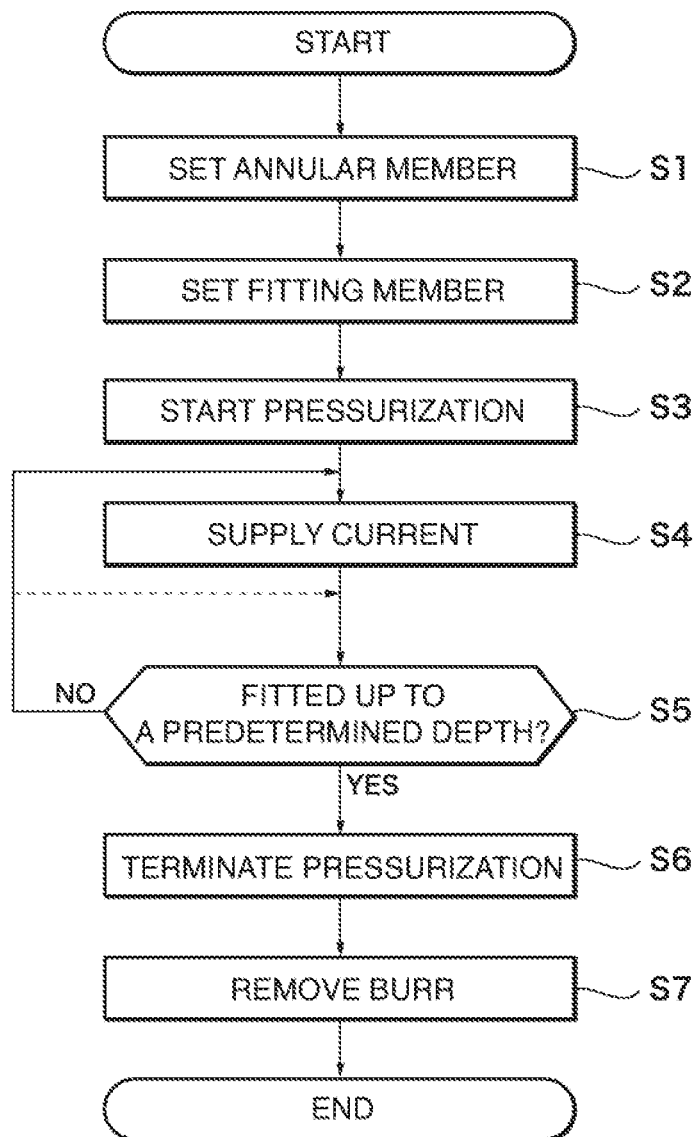 START
SET ANNULAR MEMBER S1
SET FITTING MEMBER S2
START PRESSURIZATION S3
SUPPLY CURRENT S4
NO
FITTED UP TO
A PREDETERMINED DEPTH? S5
YES
TERMINATE PRESSURIZATION S6
REMOVE BURR S7
END